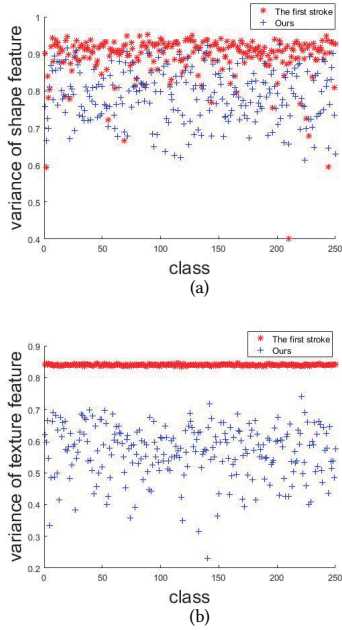 The first stroke
Ours
variance of shape feature
1
0.9
0.8
0.7
0.6
0.5
0.4
0 50 100 150 200 250
class
(a)
The first stroke
Ours
variance of texture feature
0.9
0.8
0.7
0.6
0.5
0.4
0.3
0.2
0 50 100 150 200 250
class
(b)